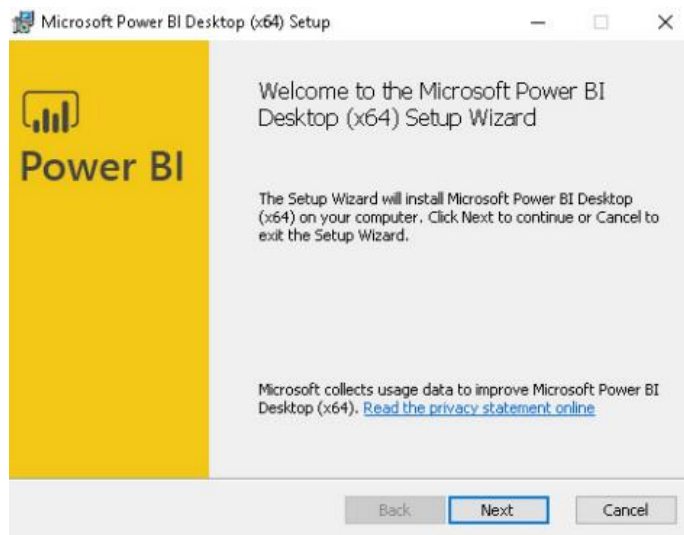 Microsoft Power BI Desktop (x64) Setup
Power BI
Welcome to the Microsoft Power BI
Desktop (x64) Setup Wizard
The Setup Wizard will install Microsoft Power BI Desktop
(x64) on your computer. Click Next to continue or Cancel to
exit the Setup Wizard.
Microsoft collects usage data to improve Microsoft Power BI
Desktop (x64). Read the privacy statement online
Back Next Cancel